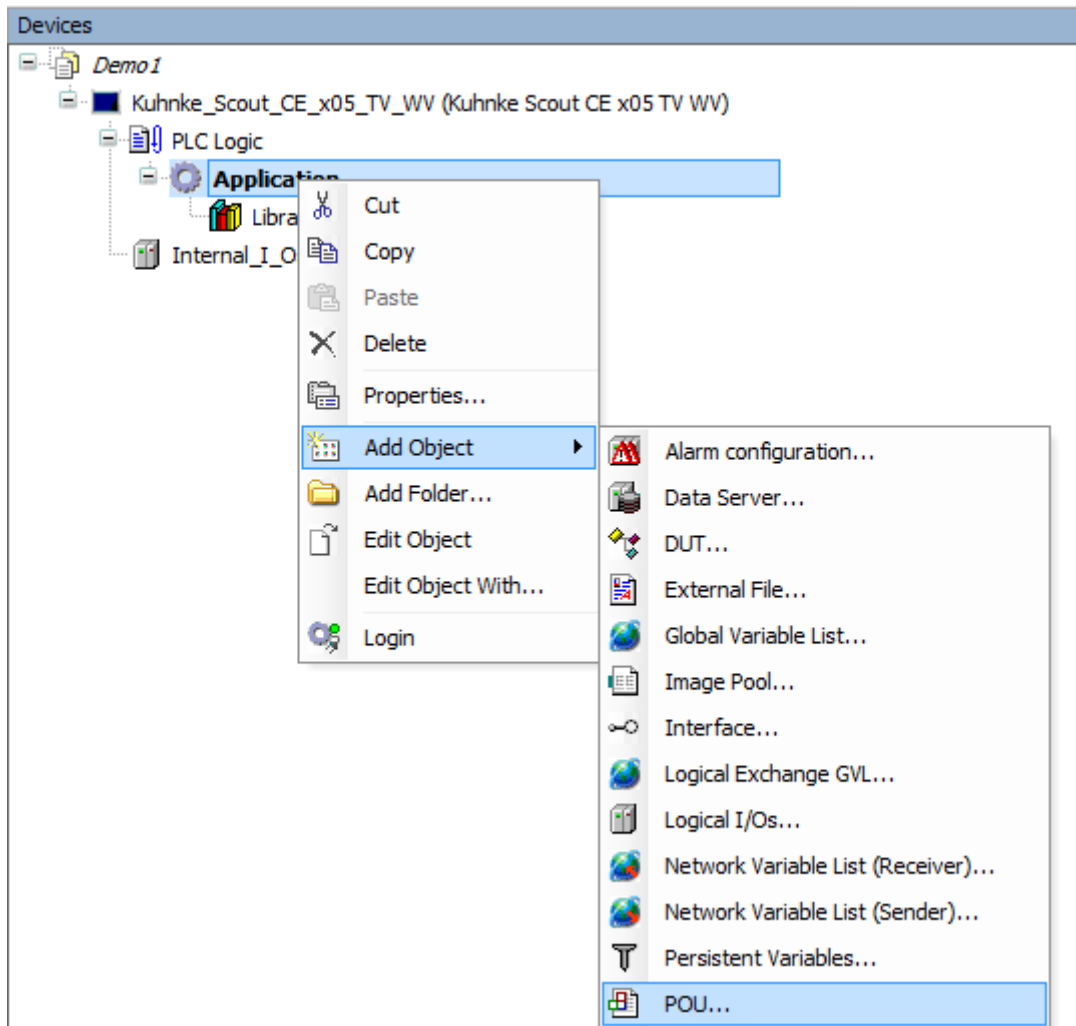 Devices
Demo1
Kuhnke_Scout_CE_x05_TV_WV (Kuhnke Scout CE x05 TV WV)
PLC Logic
Application
Libra
Internal_I_O
Cut
Copy
Paste
Delete
Properties...
Add Object
Add Folder...
Edit Object
Edit Object With...
Login
Alarm configuration...
Data Server...
DUT...
External File...
Global Variable List...
Image Pool...
Interface...
Logical Exchange GVL...
Logical I/Os...
Network Variable List (Receiver)...
Network Variable List (Sender)...
Persistent Variables...
POU...